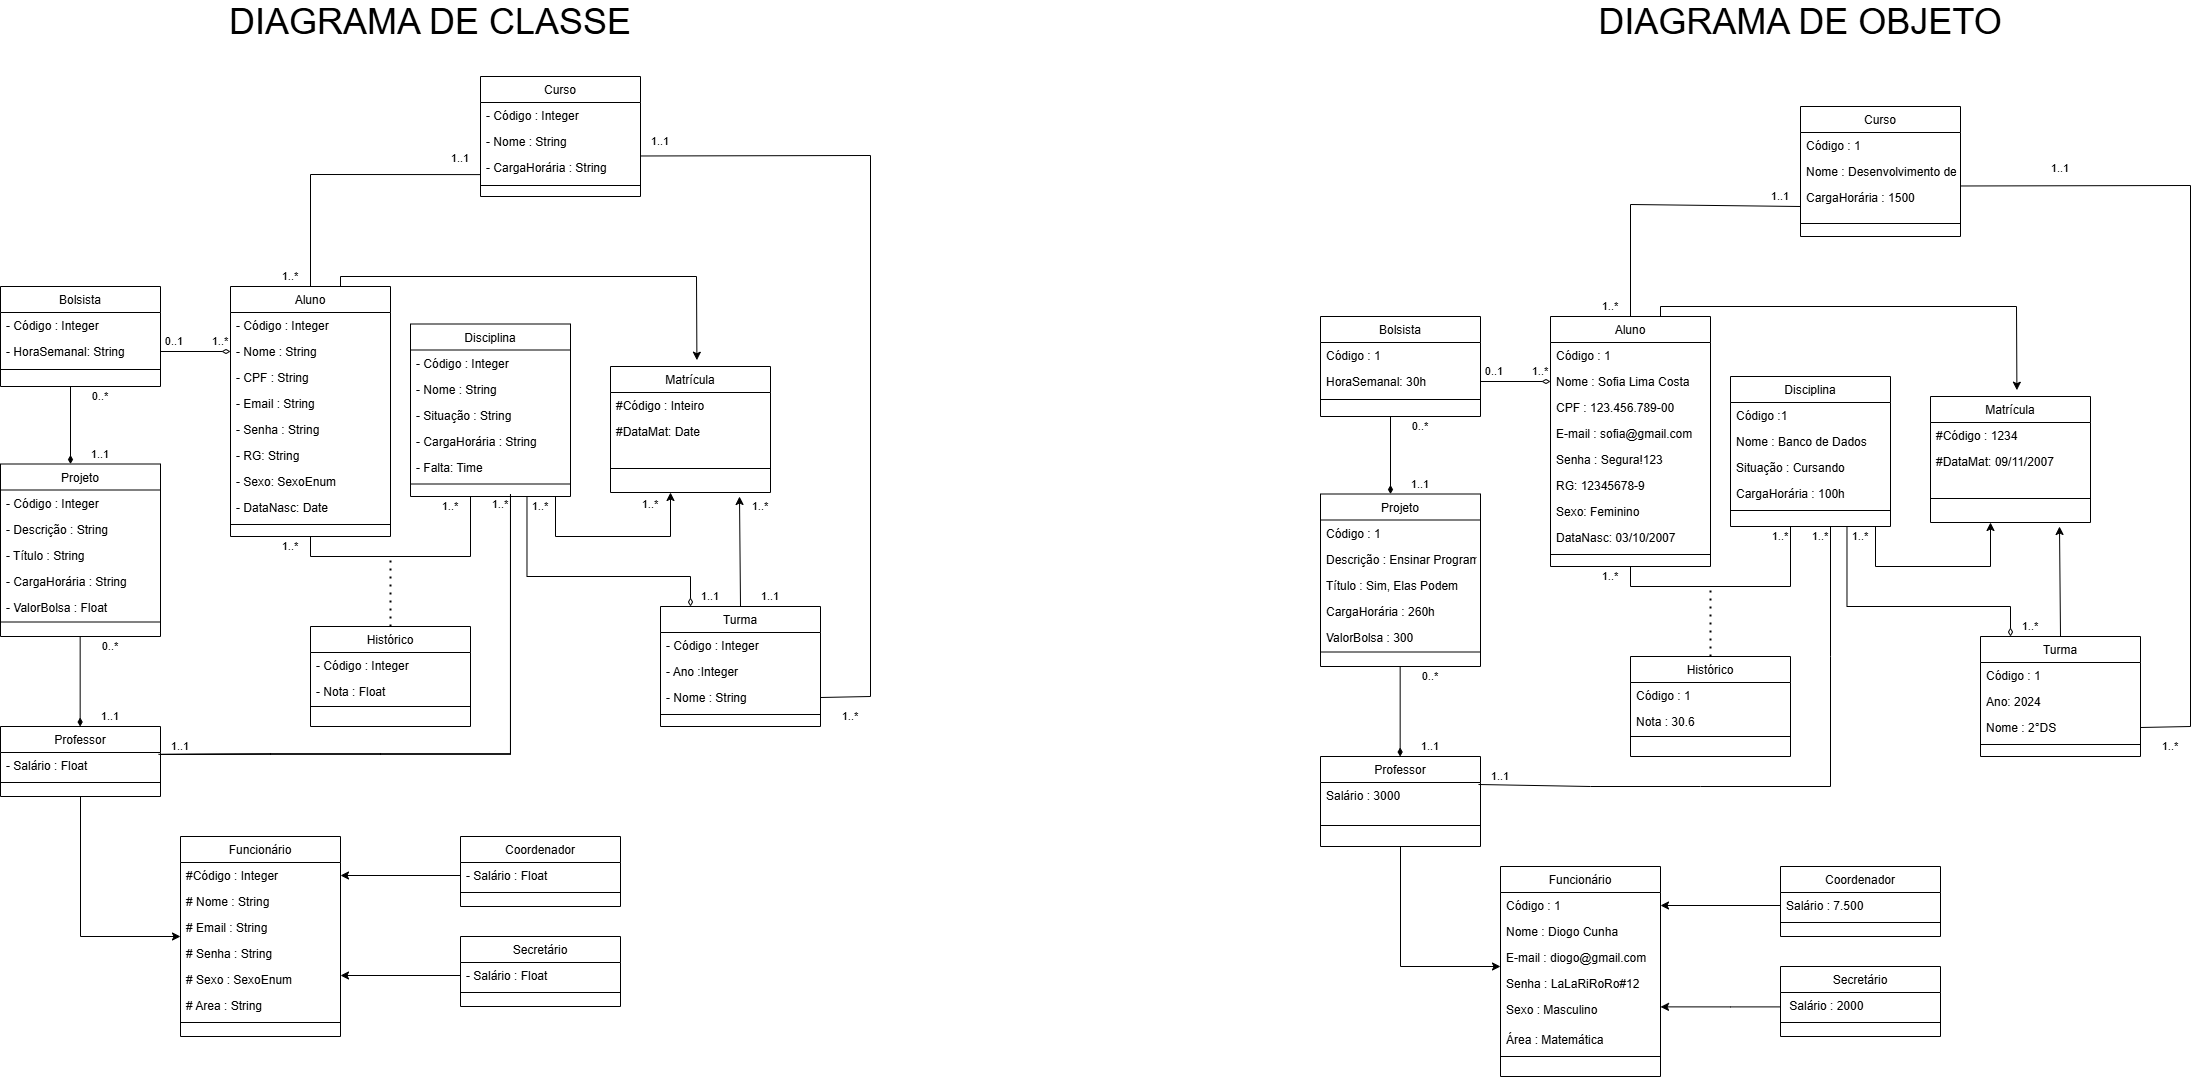 DIAGRAMA DE CLASSE
Curso
- Código : Integer
- Nome : String
- CargaHorária : String
1..1
1..1
1..*
Bolsista
- Código : Integer
- HoraSemanal: String
0..1
1..*
0..*
Aluno
- Código : Integer
- Nome : String
- CPF : String
- Email : String
- Senha : String
- RG: String
- Sexo: SexoEnum
- DataNasc: Date
1..*
Disciplina
- Código : Integer
- Nome : String
- Situação : String
- CargaHorária : String
- Falta: Time
1..*
1..*
1..*
Matrícula
#Código : Inteiro
#DataMat: Date
1..*
1..*
1..1
Projeto
- Código : Integer
- Descrição : String
- Título : String
- CargaHorária : String
- ValorBolsa : Float
0..*
1..1
Histórico
- Código : Integer
- Nota : Float
1..1
1..1
Turma
- Código : Integer
- Ano :Integer
- Nome : String
1..*
Professor
- Salário : Float
1..1
Funcionário
#Código : Integer
# Nome : String
# Email : String
# Senha : String
# Sexo : SexoEnum
# Area : String
Coordenador
- Salário : Float
Secretário
- Salário : Float
DIAGRAMA DE OBJETO
Curso
Código : 1
Nome : Desenvolvimento de
CargaHorária : 1500
1..1
1..1
1..*
Bolsista
Código : 1
HoraSemanal: 30h
0..1
1..*
0..*
Aluno
Código : 1
Nome : Sofia Lima Costa
CPF : 123.456.789-00
E-mail : sofia@gmail.com
Senha : Segura!123
RG: 12345678-9
Sexo: Feminino
DataNasc: 03/10/2007
1..*
Disciplina
Código :1
Nome : Banco de Dados
Situação : Cursando
CargaHorária : 100h
1..*
1..*
1..*
Matrícula
#Código : 1234
#DataMat: 09/11/2007
1..1
Projeto
Código : 1
Descrição : Ensinar Program
Título : Sim, Elas Podem
CargaHorária : 260h
ValorBolsa : 300
0..*
1..1
Histórico
Código : 1
Nota : 30.6
1..*
Turma
Código : 1
Ano: 2024
Nome : 2°DS
1..*
Professor
Salário : 3000
1..1
Funcionário
Código : 1
Nome : Diogo Cunha
E-mail : diogo@gmail.com
Senha : LaLaRiRoRo#12
Sexo : Masculino
Área : Matemática
Coordenador
Salário : 7.500
Secretário
Salário : 2000